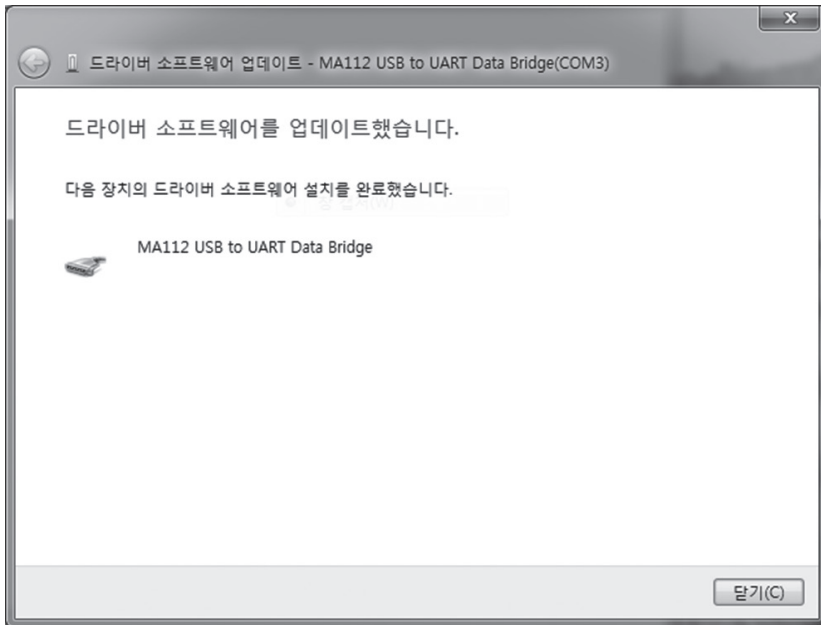 드라이버 소프트웨어 업데이트 - MA112 USB to UART Data Bridge(COM3)
드라이버 소프트웨어를 업데이트했습니다.
다음 장치의 드라이버 소프트웨어 설치를 완료했습니다.
MA112 USB to UART Data Bridge
닫기(C)